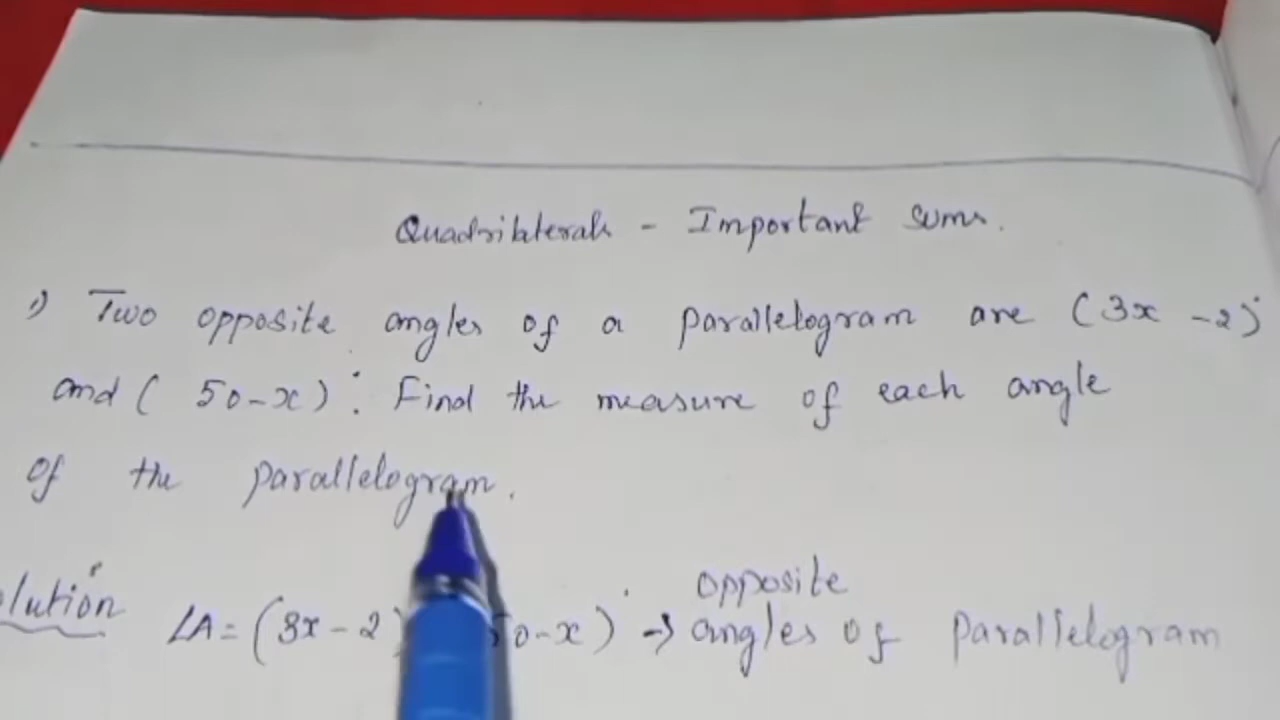 Quadrilaterals - Important sums.
1) Two opposite angles of a parallelogram are (3x - 2)°
and ( 50 - x )°. Find the measure of each angle
of the parallelogram.
opposite
∠A = (3x - 2) 0 - x )° → angles of parallelogram